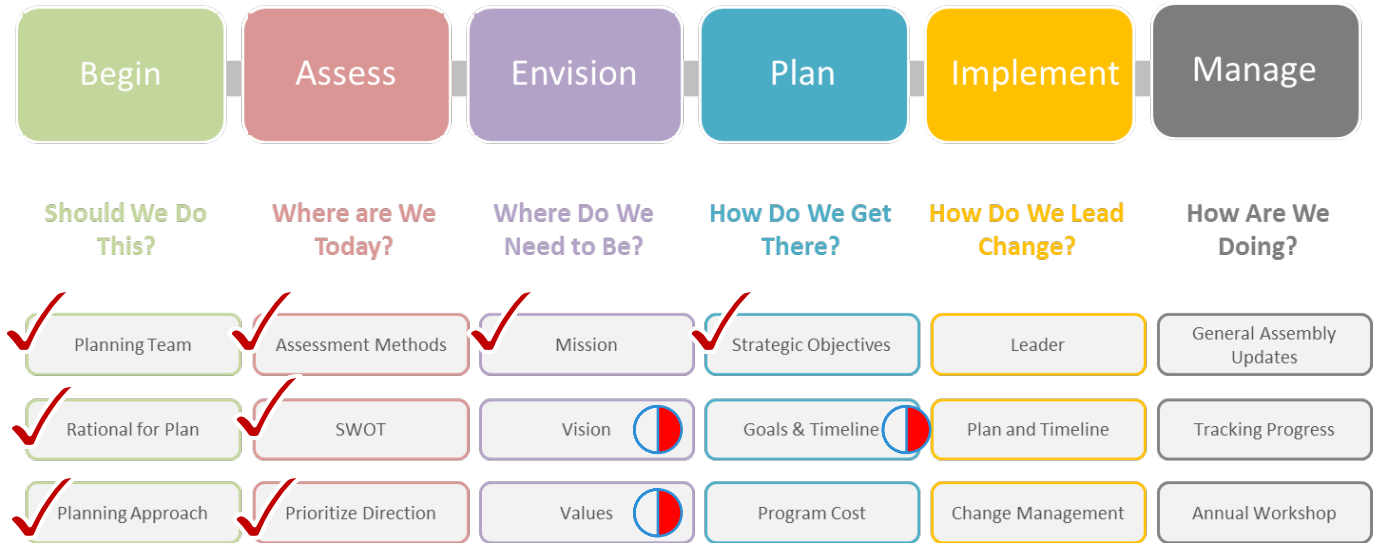 Begin
Assess
Envision
Plan
Implement
Manage
Should We Do
This?
Where are We
Today?
Where Do We
Need to Be?
How Do We Get
There?
How Do We Lead
Change?
How Are We
Doing?
Planning Team
Assessment Methods
Mission
Strategic Objectives
Leader
General Assembly
Updates
Rational for Plan
SWOT
Vision
Goals & Timeline
Plan and Timeline
Tracking Progress
Planning Approach
Prioritize Direction
Values
Program Cost
Change Management
Annual Workshop